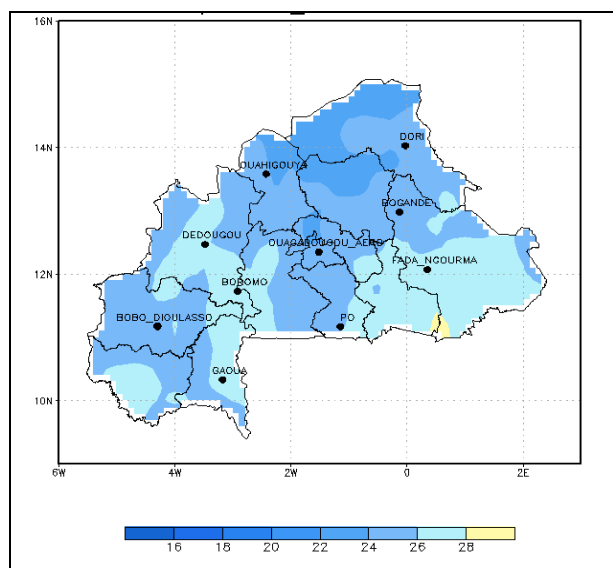 16N
DORI
14N
OUAHIGOUYA
BOGANDE
DEDOUGOU
OUAGADOUGOU_AERO
FADA_NGOURMA
12N
BOROMO
BOBO_DIOULASSO
PO
GAOUA
10N
6W 4W 2W 0 2E
16 18 20 22 24 26 28